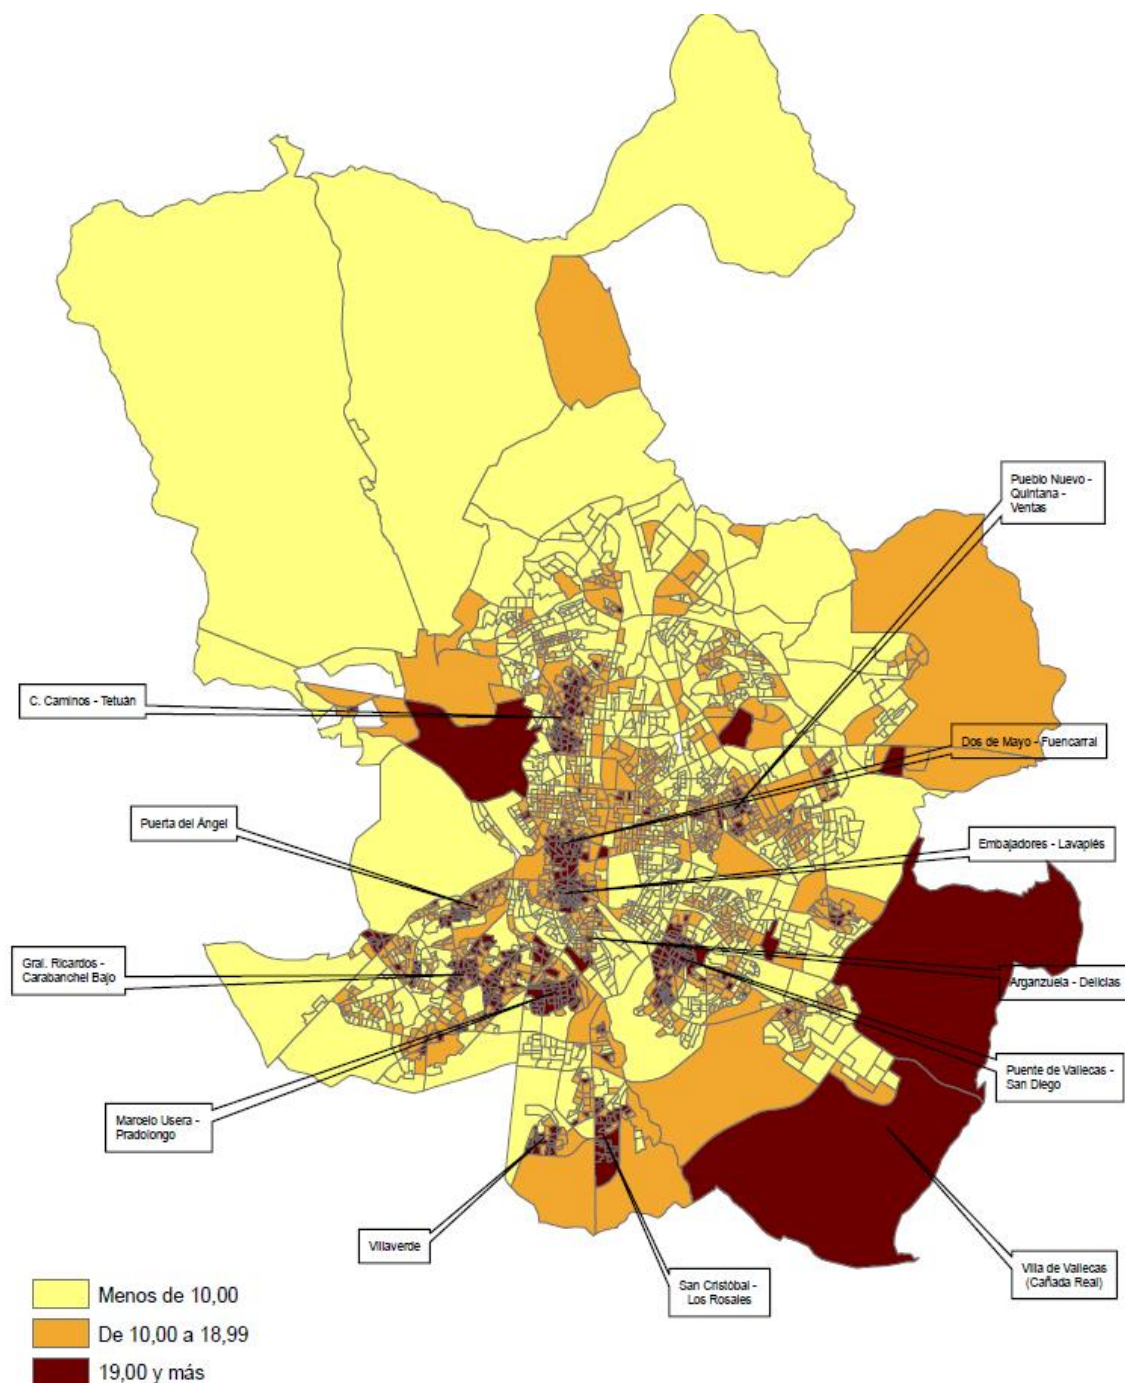 Pueblo Nuevo -
Quintana -
Ventas
C. Caminos - Tetuán
Dos de Mayo - Fuencarral
Puerta del Ángel
Embajadores - Lavapiés
Gral. Ricardos -
Carabanchel Bajo
Arganzuela - Delicias
Puente de Vallecas -
San Diego
Marcelo Usera -
Pradolongo
Villaverde
San Cristóbal -
Los Rosales
Villa de Vallecas
(Cañada Real)
Menos de 10,00
De 10,00 a 18,99
19,00 y más